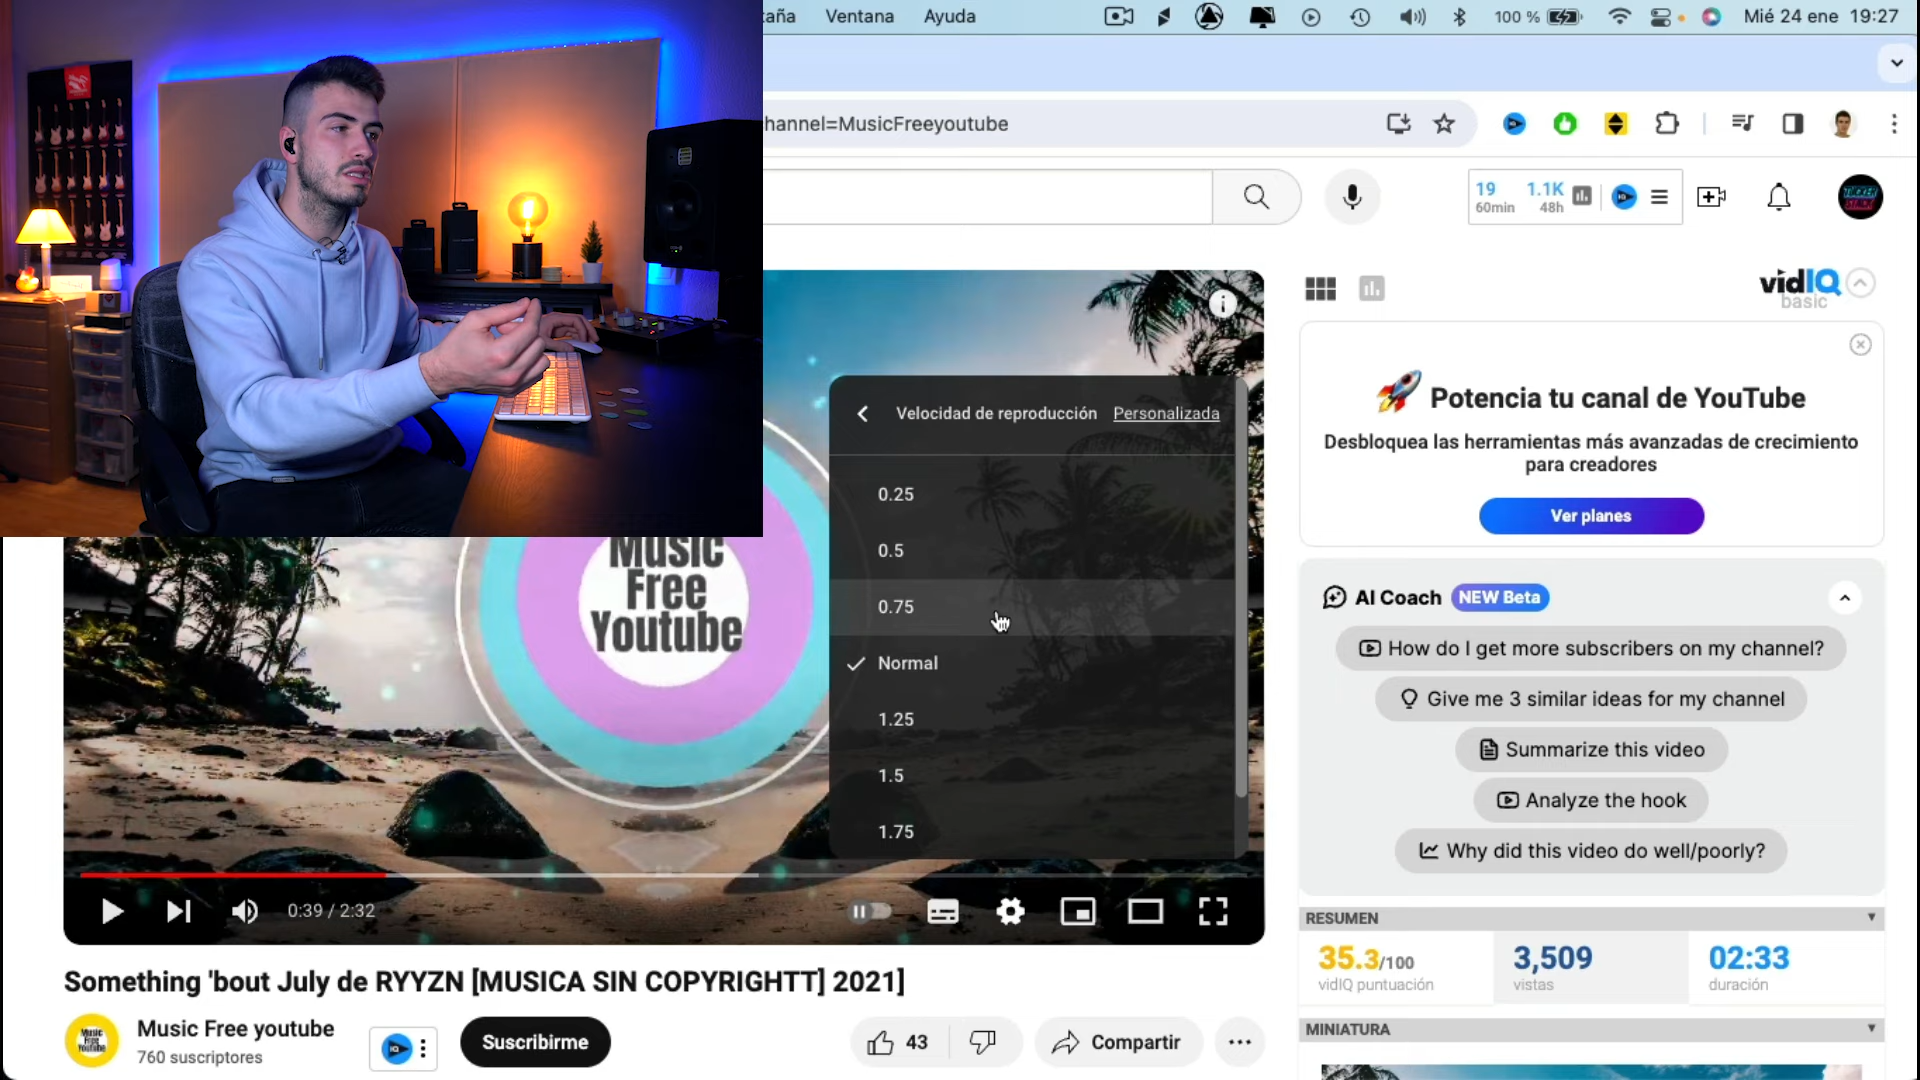 Ventana
Ayuda
100 %
Mié 24 ene 19:27
hannel=MusicFreeyoutube
19
60min
1.1K
48h
vidIQ
basic
Potencia tu canal de YouTube
Desbloquea las herramientas más avanzadas de crecimiento
para creadores
Ver planes
Velocidad de reproducción
Personalizada
0.25
0.5
0.75
Normal
1.25
1.5
1.75
Music
Free
Youtube
0:39 / 2:32
AI Coach
NEW Beta
How do I get more subscribers on my channel?
Give me 3 similar ideas for my channel
Summarize this video
Analyze the hook
Why did this video do well/poorly?
RESUMEN
35.3/100
vidIQ puntuación
3,509
vistas
02:33
duración
MINIATURA
Something 'bout July de RYYZN [MUSICA SIN COPYRIGHTT] 2021]
Music
Free
Youtube
Music Free youtube
760 suscriptores
IQ
Suscribirme
43
Compartir